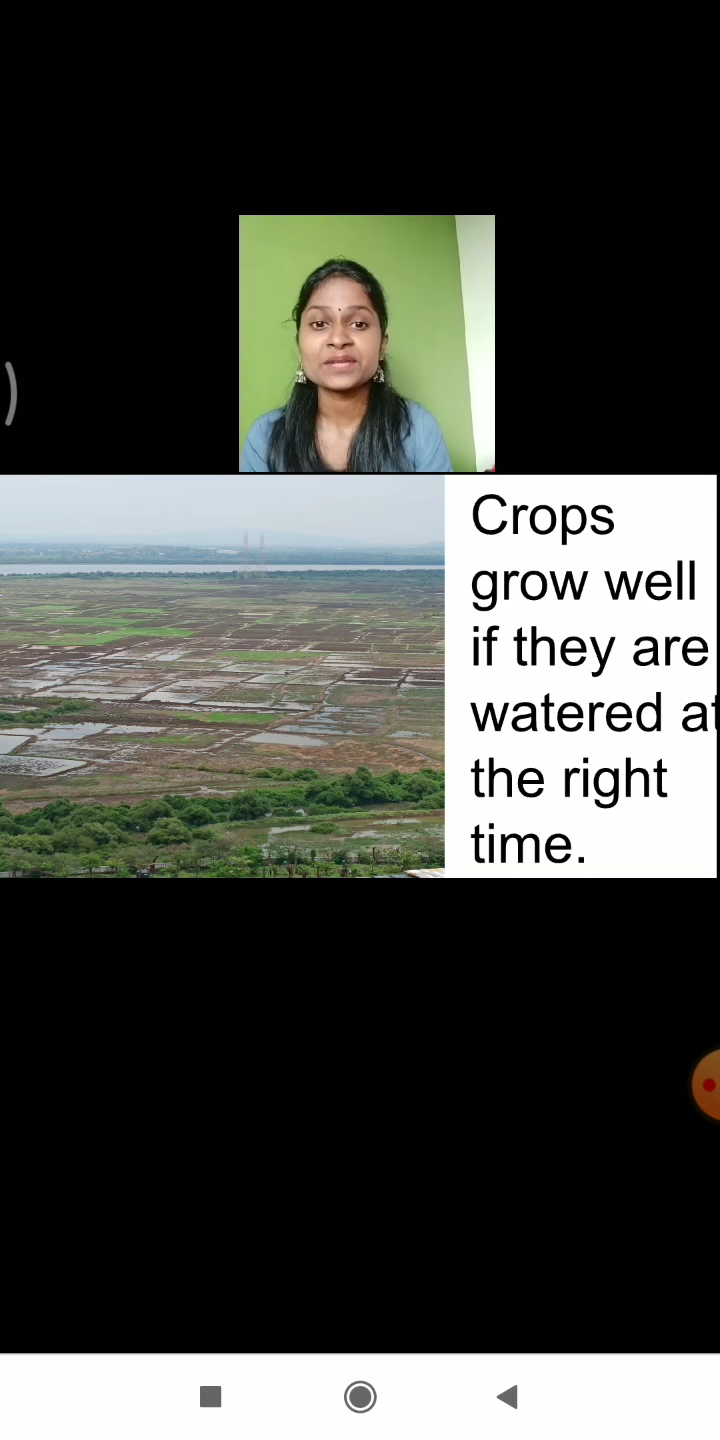 Crops
grow well
if they are
watered at
the right
time.